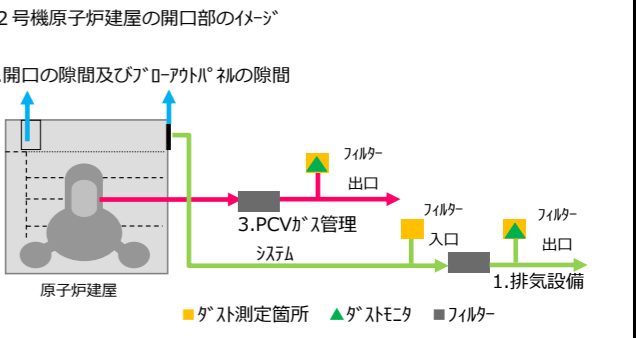 ２号機原子炉建屋の開口部のｲﾒｰｼﾞ
.開口の隙間及びﾌﾞﾛｰｱｳﾄﾊﾟﾈﾙの隙間
ﾌｨﾙﾀｰ
出口
3.PCVｶﾞｽ管理
ｼｽﾃﾑ
ﾌｨﾙﾀｰ
入口
ﾌｨﾙﾀｰ
出口
1.排気設備
原子炉建屋
■ﾀﾞｽﾄ測定箇所 ▲ﾀﾞｽﾄﾓﾆﾀ ■ﾌｨﾙﾀｰ